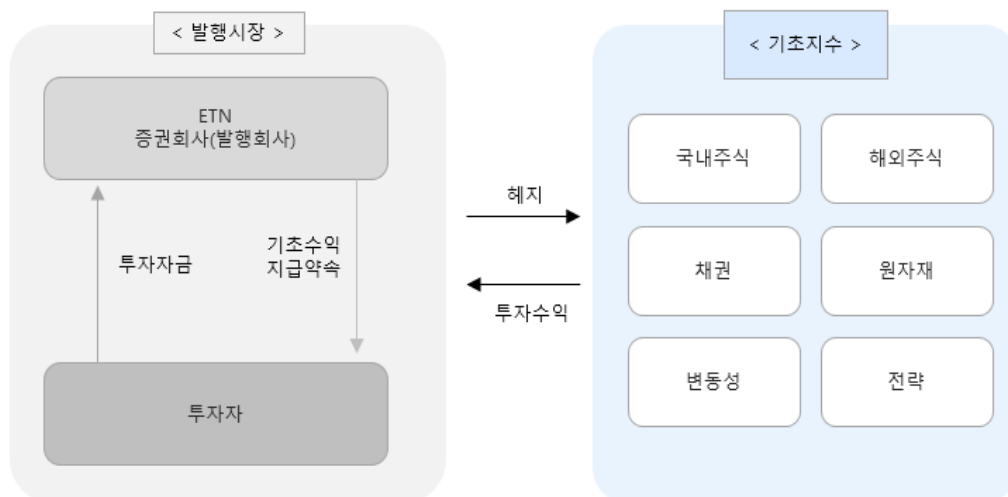 < 발행시장 >
ETN
증권회사(발행회사)
투자자금
기초수익
지급약속
투자자
헤지
투자수익
< 기초지수 >
국내주식
해외주식
채권
원자재
변동성
전략